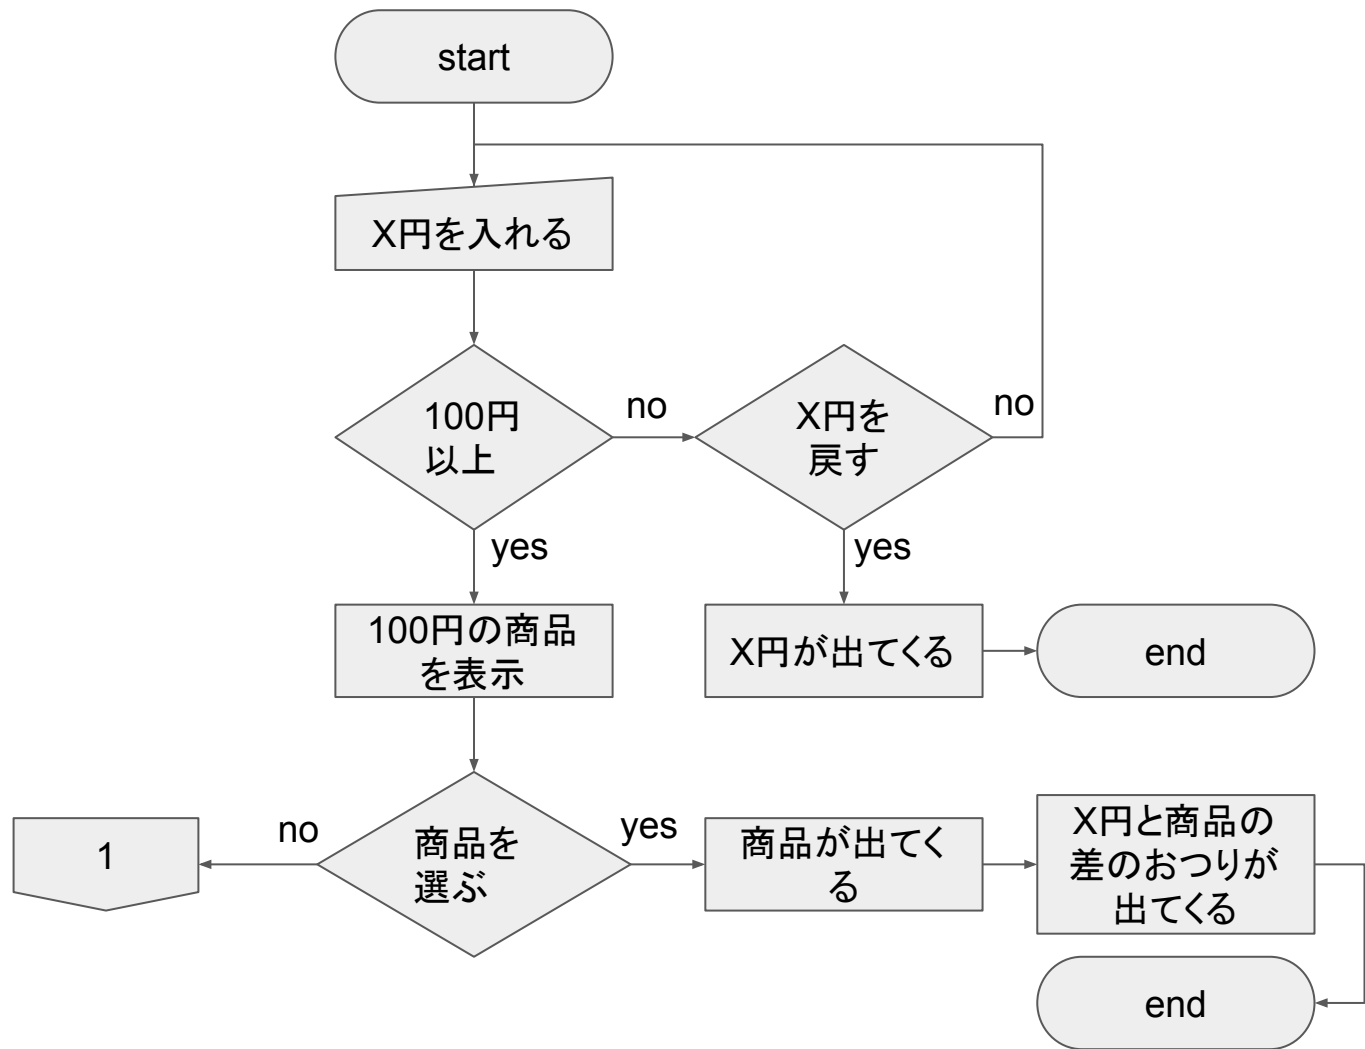 start
X円を入れる
100円
以上
no
X円を
戻す
no
yes
yes
100円の商品
を表示
X円が出てくる
end
1
no
商品を
選ぶ
yes
商品が出てく
る
X円と商品の
差のおつりが
出てくる
end